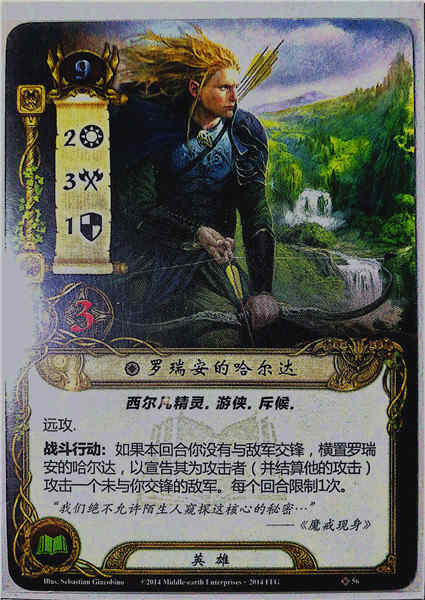 9
2
3
1
3
罗瑞安的哈尔达
西尔凡精灵. 游侠. 斥候.
远攻.
战斗行动: 如果本回合你没有与敌军交锋，横置罗瑞
安的哈尔达，以宣告其为攻击者（并结算他的攻击）
攻击一个未与你交锋的敌军。每个回合限制1次。
“我们绝不允许陌生人窥探这核心的秘密…”
——《魔戒现身》
英雄
Illus. Sebastian Giacobino ©2014 Middle-earth Enterprises • 2014 FFG 56